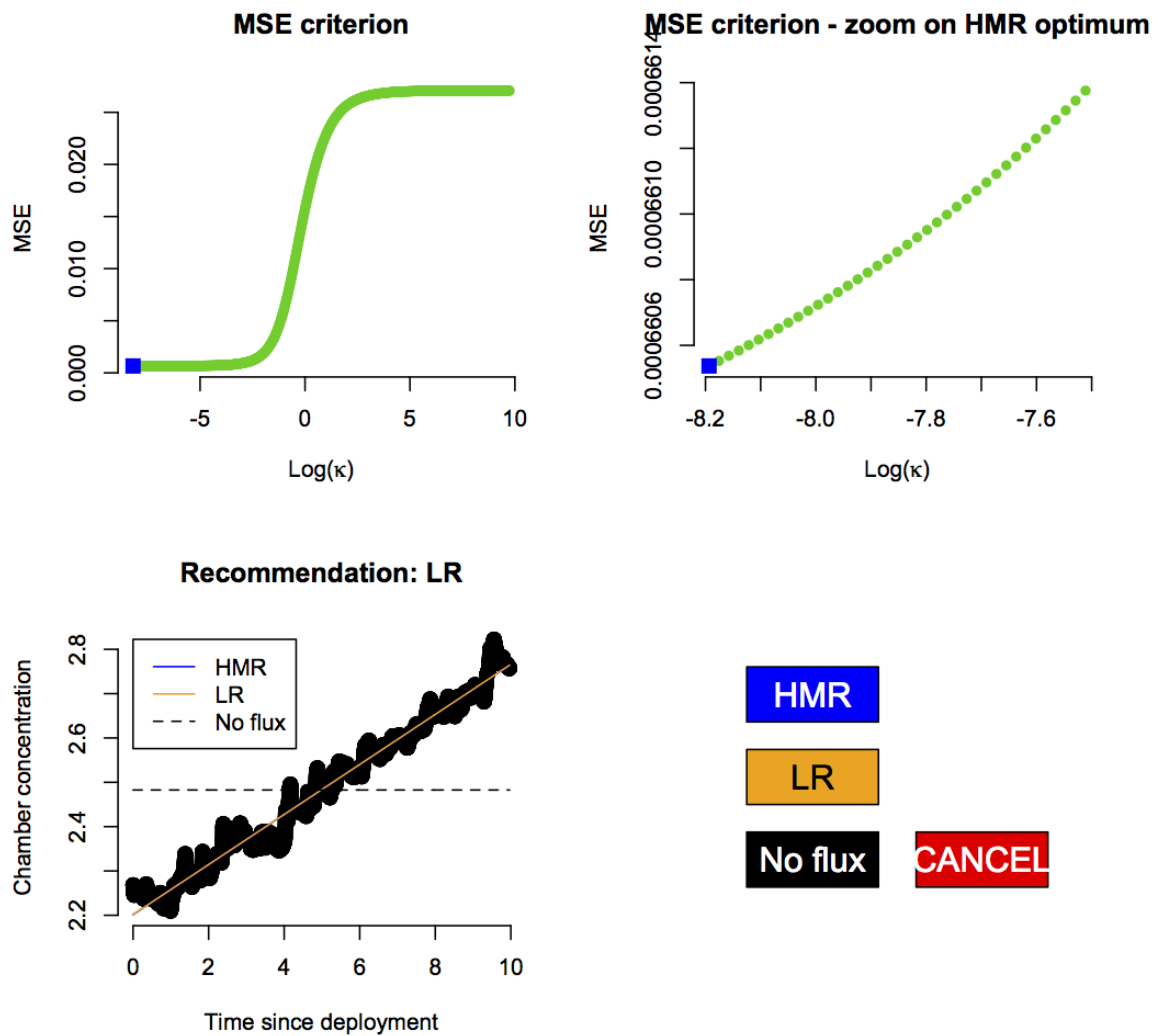 MSE criterion
MSE
0.000
0.010
0.020
-5
0
5
10
Log(κ)
MSE criterion - zoom on HMR optimum
MSE
0.0006606
0.0006610
0.0006614
-8.2
-8.0
-7.8
-7.6
Log(κ)
Recommendation: LR
HMR
LR
No flux
Chamber concentration
2.2
2.4
2.6
2.8
0
2
4
6
8
10
Time since deployment
HMR
LR
No flux
CANCEL